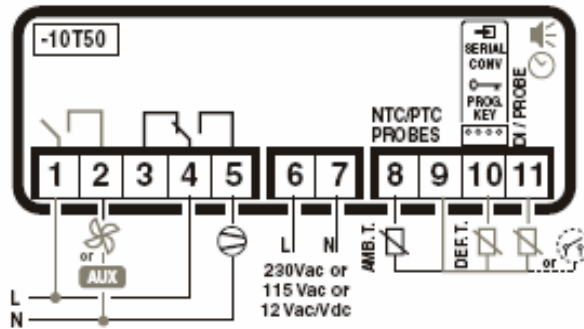 -10T50
SERIAL
CONV
PROG.
KEY
DI / PROBE
NTC/PTC
PROBES
1 2 3 4 5 6 7 8 9 10 11
or
AUX
L
N
L N
230Vac or
115 Vac or
12 Vac/Vdc
AMB. T.
DEF. T.
or